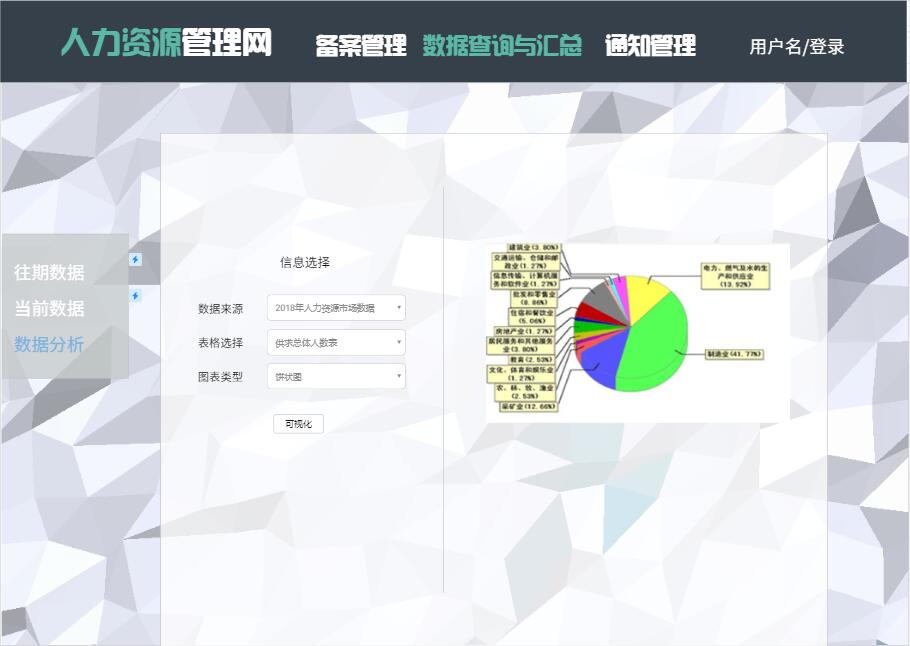 人力资源管理网
备案管理 数据查询与汇总 通知管理
用户名/登录
往期数据
当前数据
数据分析
信息选择
数据来源
2018年人力资源市场数据
表格选择
供求总体人数表
图表类型
饼状图
可视化
建筑业(3.80%)
交通运输、仓储和邮
政业(1.27%)
信息传输、计算机服
务和软件业(1.27%)
批发和零售业
(8.86%)
住宿和餐饮业
(5.06%)
房地产业(1.27%)
居民服务和其他服务
业(3.80%)
教育(2.53%)
文化、体育和娱乐业
(1.27%)
农、林、牧、渔业
(2.53%)
采矿业(12.66%)
电力、燃气及水的生
产和供应业
(13.92%)
制造业(41.77%)